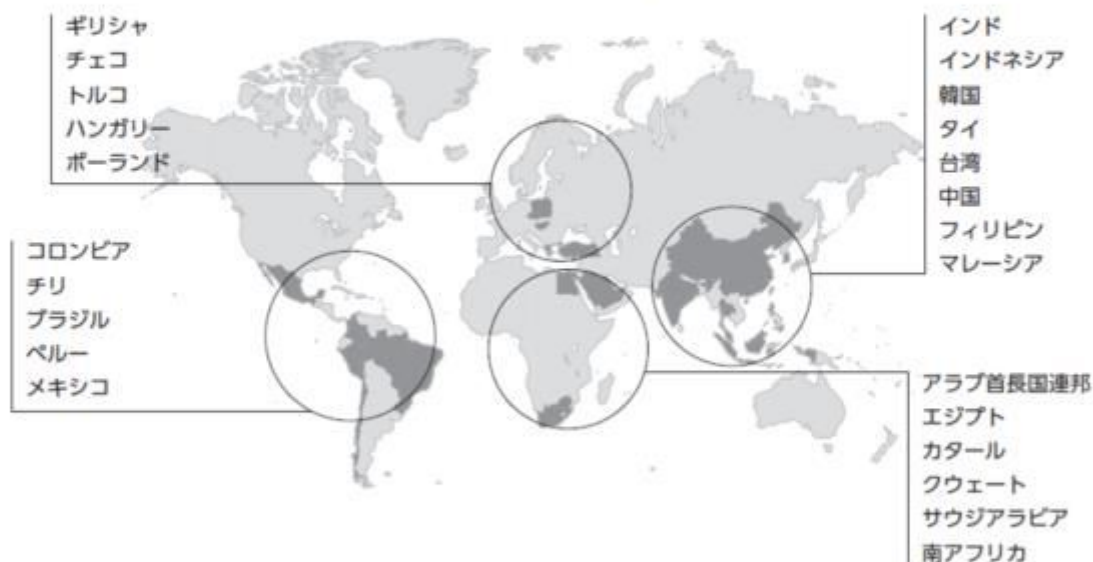 ギリシャ
チェコ
トルコ
ハンガリー
ポーランド
コロンビア
チリ
ブラジル
ペルー
メキシコ
インド
インドネシア
韓国
タイ
台湾
中国
フィリピン
マレーシア
アラブ首長国連邦
エジプト
カタール
クウェート
サウジアラビア
南アフリカ